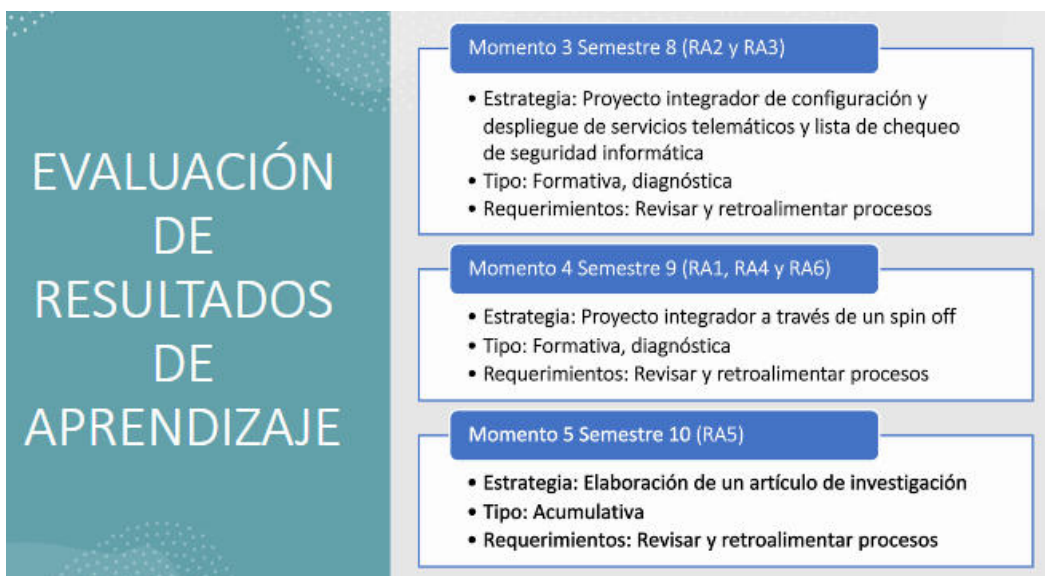 EVALUACIÓN
DE
RESULTADOS
DE
APRENDIZAJE
Momento 3 Semestre 8 (RA2 y RA3)
• Estrategia: Proyecto integrador de configuración y
despliegue de servicios telemáticos y lista de chequeo
de seguridad informática
• Tipo: Formativa, diagnóstica
• Requerimientos: Revisar y retroalimentar procesos
Momento 4 Semestre 9 (RA1, RA4 y RA6)
• Estrategia: Proyecto integrador a través de un spin off
• Tipo: Formativa, diagnóstica
• Requerimientos: Revisar y retroalimentar procesos
Momento 5 Semestre 10 (RA5)
• Estrategia: Elaboración de un artículo de investigación
• Tipo: Acumulativa
• Requerimientos: Revisar y retroalimentar procesos